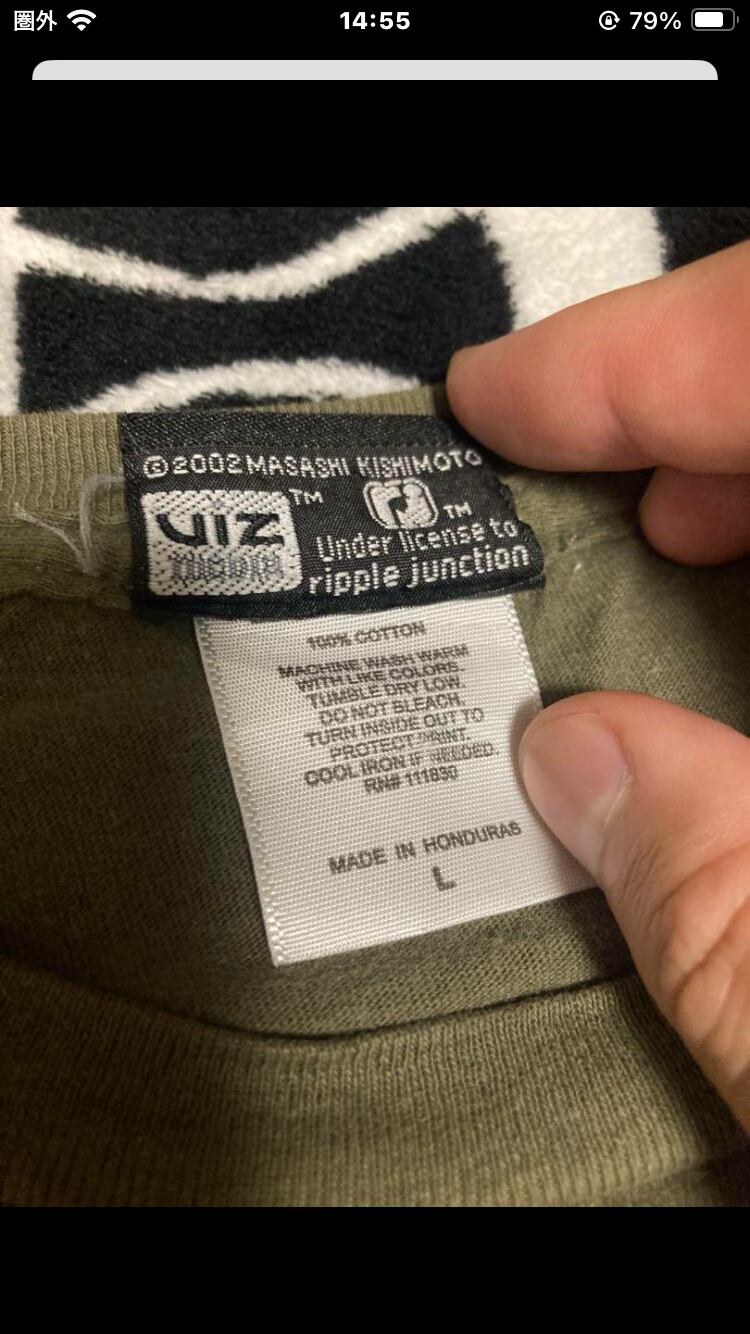 圏外
14:55
79%
©2002 MASASHI KISHIMOTO
VIZ TM
media
TM
Under license to
ripple junction
100% COTTON
MACHINE WASH WARM
WITH LIKE COLORS.
TUMBLE DRY LOW.
DO NOT BLEACH.
TURN INSIDE OUT TO
PROTECT PRINT.
COOL IRON IF NEEDED.
RN# 111830
MADE IN HONDURAS
L